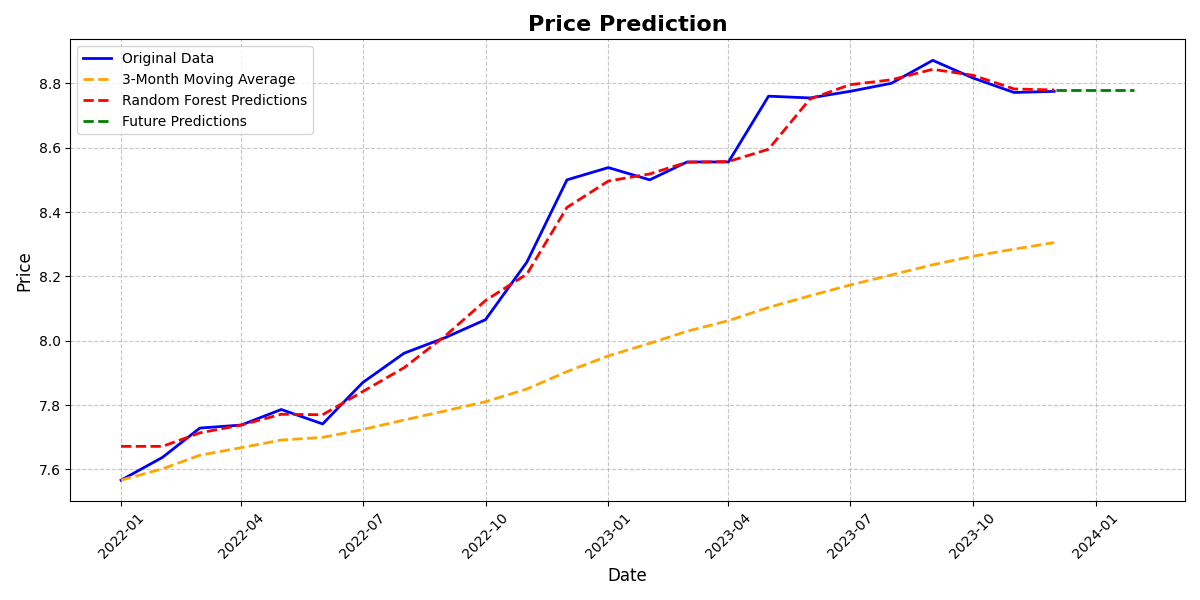 Price Prediction
Original Data
3-Month Moving Average
Random Forest Predictions
Future Predictions
Price
8.8
8.6
8.4
8.2
8.0
7.8
7.6
2022-01
2022-04
2022-07
2022-10
2023-01
2023-04
2023-07
2023-10
2024-01
Date